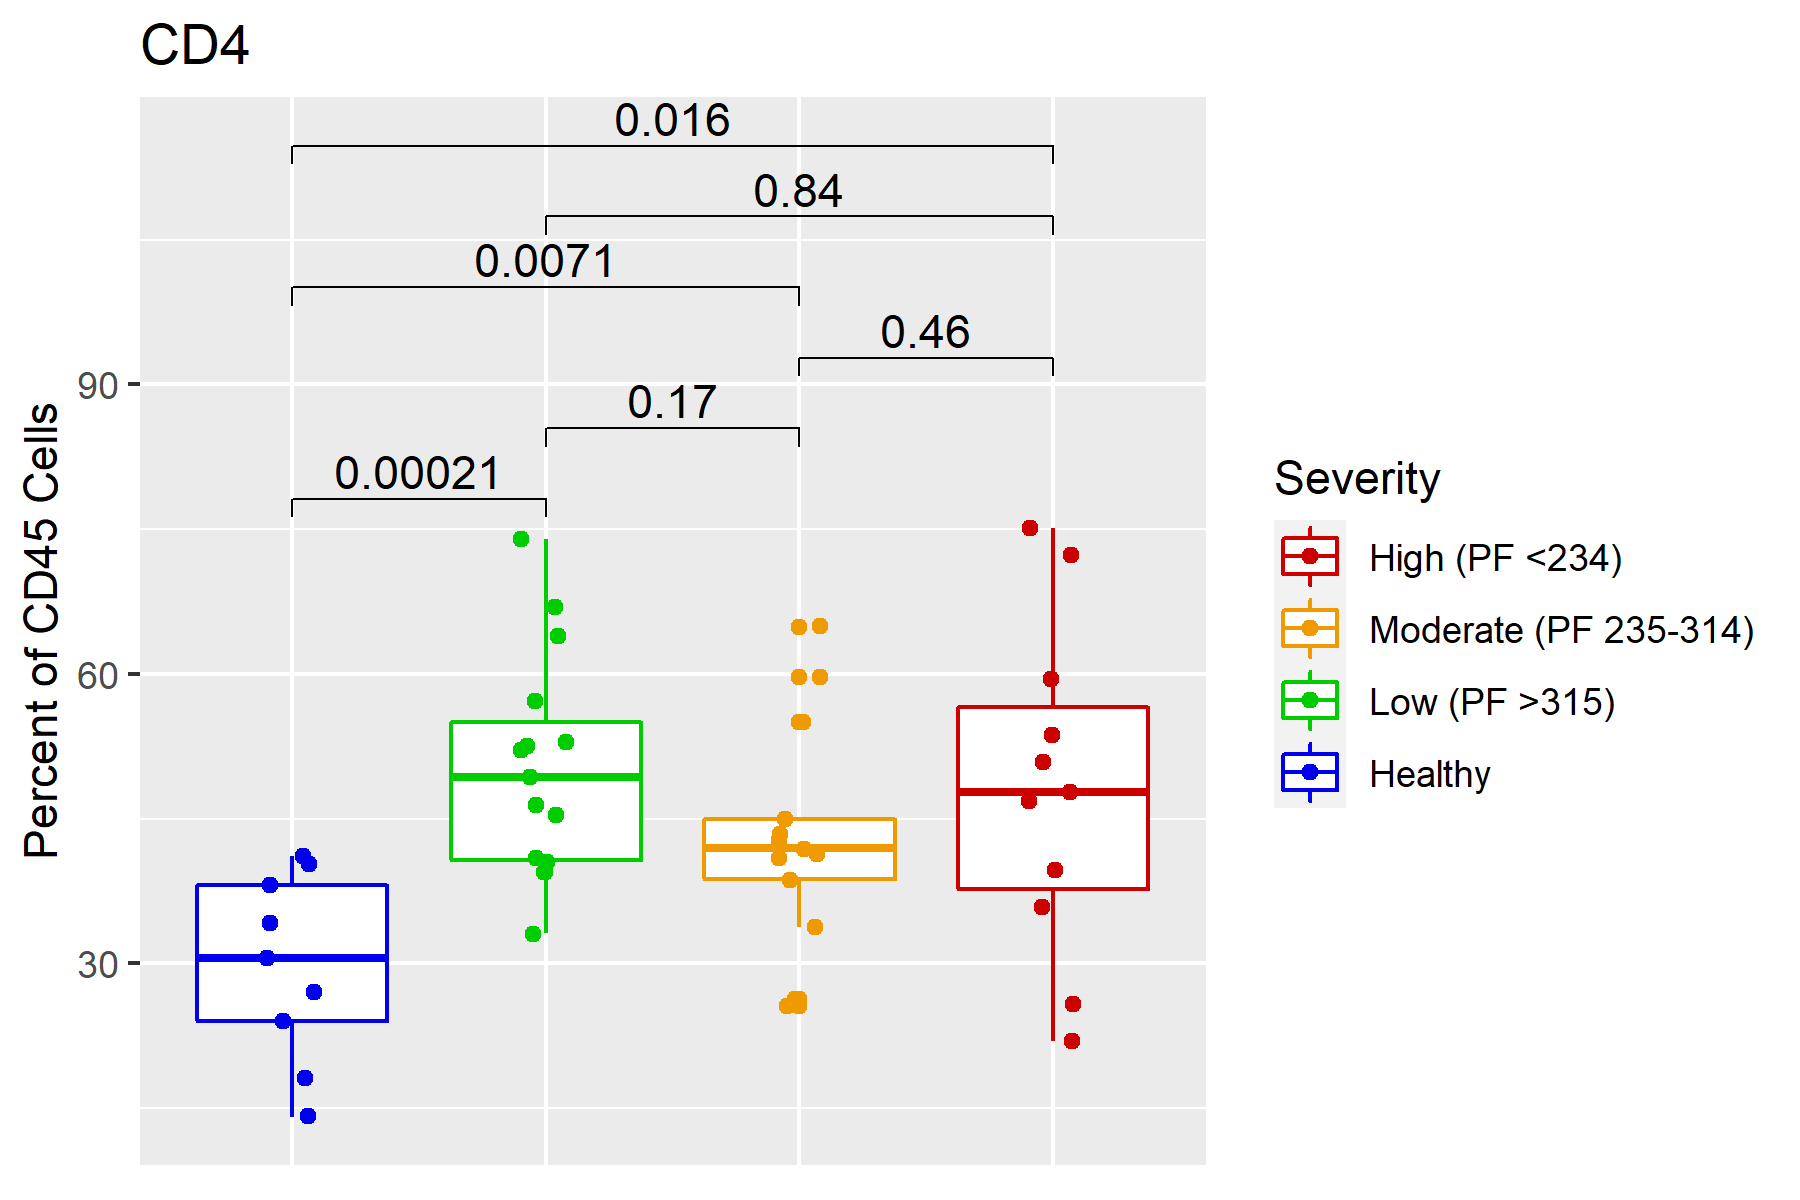 CD4
0.016
0.84
0.0071
0.46
0.17
0.00021
90
60
30
Percent of CD45 Cells
Severity
High (PF <234)
Moderate (PF 235-314)
Low (PF >315)
Healthy